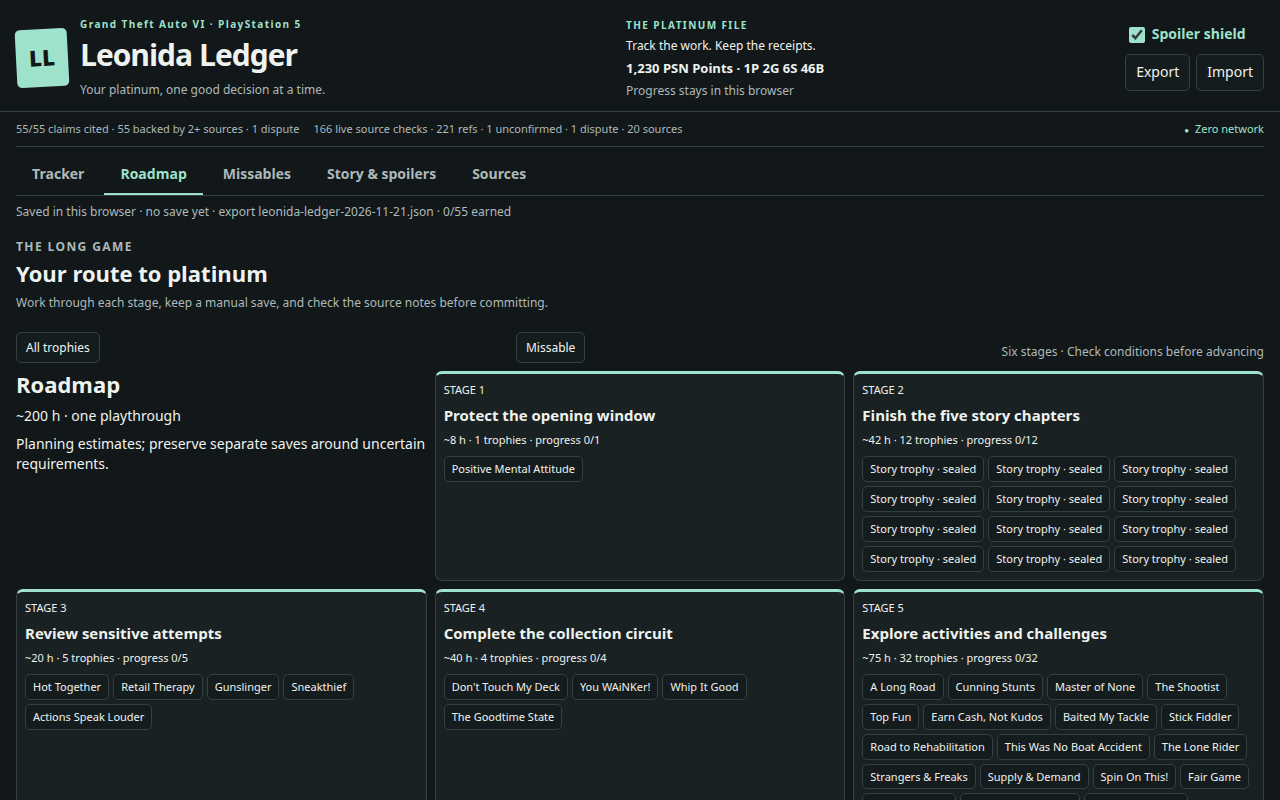 LL
Grand Theft Auto VI · PlayStation 5
Leonida Ledger
Your platinum, one good decision at a time.
THE PLATINUM FILE
Track the work. Keep the receipts.
1,230 PSN Points · 1P 2G 6S 46B
Progress stays in this browser
Spoiler shield
Export
Import
55/55 claims cited · 55 backed by 2+ sources · 1 dispute
166 live source checks · 221 refs · 1 unconfirmed · 1 dispute · 20 sources
• Zero network
Tracker
Roadmap
Missables
Story & spoilers
Sources
Saved in this browser · no save yet · export leonida-ledger-2026-11-21.json · 0/55 earned
THE LONG GAME
Your route to platinum
Work through each stage, keep a manual save, and check the source notes before committing.
All trophies
Missable
Six stages · Check conditions before advancing
Roadmap
~200 h · one playthrough
Planning estimates; preserve separate saves around uncertain
requirements.
STAGE 1
Protect the opening window
~8 h · 1 trophies · progress 0/1
Positive Mental Attitude
STAGE 2
Finish the five story chapters
~42 h · 12 trophies · progress 0/12
Story trophy · sealed
Story trophy · sealed
Story trophy · sealed
Story trophy · sealed
Story trophy · sealed
Story trophy · sealed
Story trophy · sealed
Story trophy · sealed
Story trophy · sealed
Story trophy · sealed
Story trophy · sealed
Story trophy · sealed
STAGE 3
Review sensitive attempts
~20 h · 5 trophies · progress 0/5
Hot Together
Retail Therapy
Gunslinger
Sneakthief
Actions Speak Louder
STAGE 4
Complete the collection circuit
~40 h · 4 trophies · progress 0/4
Don't Touch My Deck
You WAiNKer!
Whip It Good
The Goodtime State
STAGE 5
Explore activities and challenges
~75 h · 32 trophies · progress 0/32
A Long Road
Cunning Stunts
Master of None
The Shootist
Top Fun
Earn Cash, Not Kudos
Baited My Tackle
Stick Fiddler
Road to Rehabilitation
This Was No Boat Accident
The Lone Rider
Strangers & Freaks
Supply & Demand
Spin On This!
Fair Game